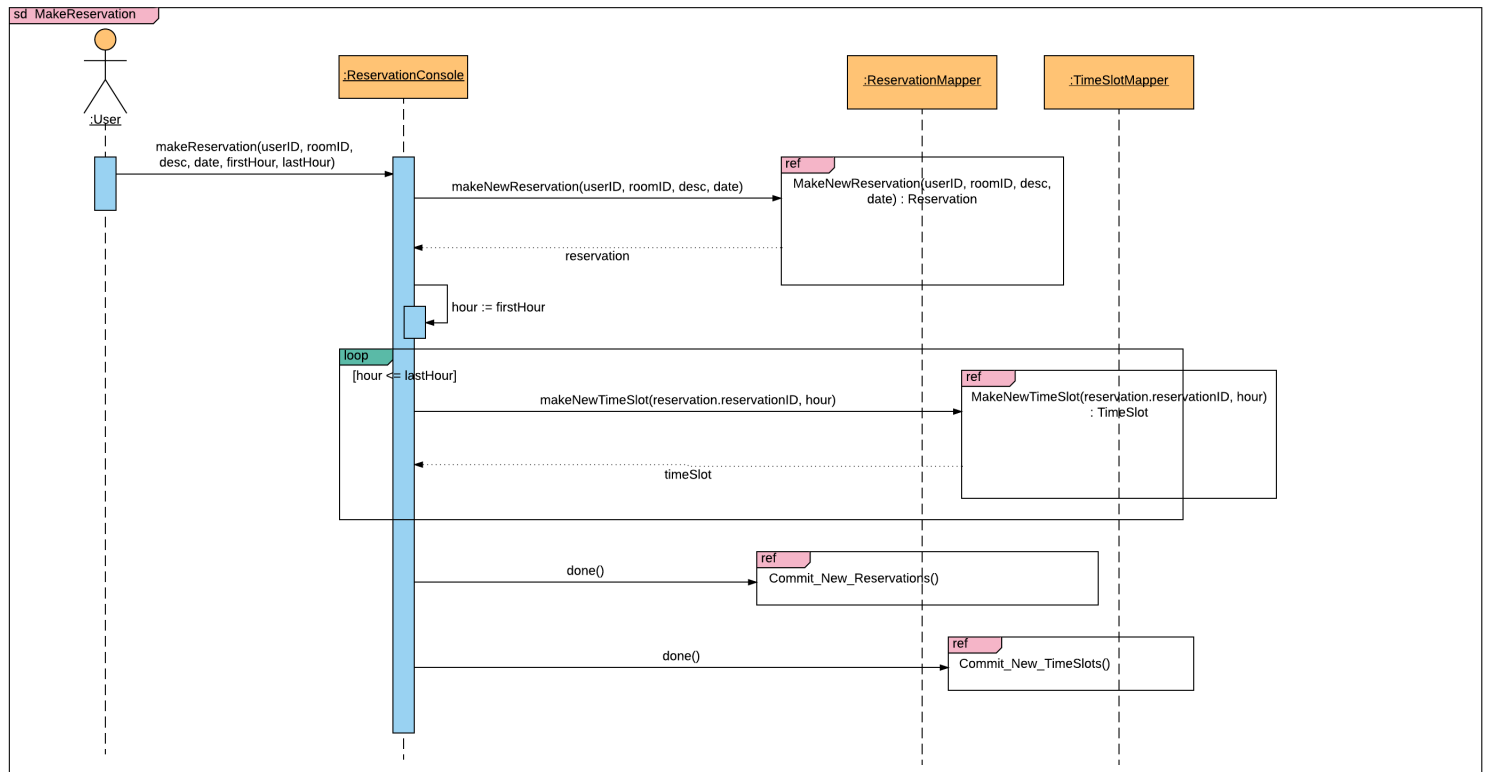 sd MakeReservation
:User
:ReservationConsole
:ReservationMapper
:TimeSlotMapper
makeReservation(userID, roomID,
desc, date, firstHour, lastHour)
makeNewReservation(userID, roomID, desc, date)
ref
MakeNewReservation(userID, roomID, desc,
date) : Reservation
reservation
hour := firstHour
loop
[hour <= lastHour]
makeNewTimeSlot(reservation.reservationID, hour)
ref
MakeNewTimeSlot(reservation.reservationID, hour)
: TimeSlot
timeSlot
done()
ref
Commit_New_Reservations()
done()
ref
Commit_New_TimeSlots()